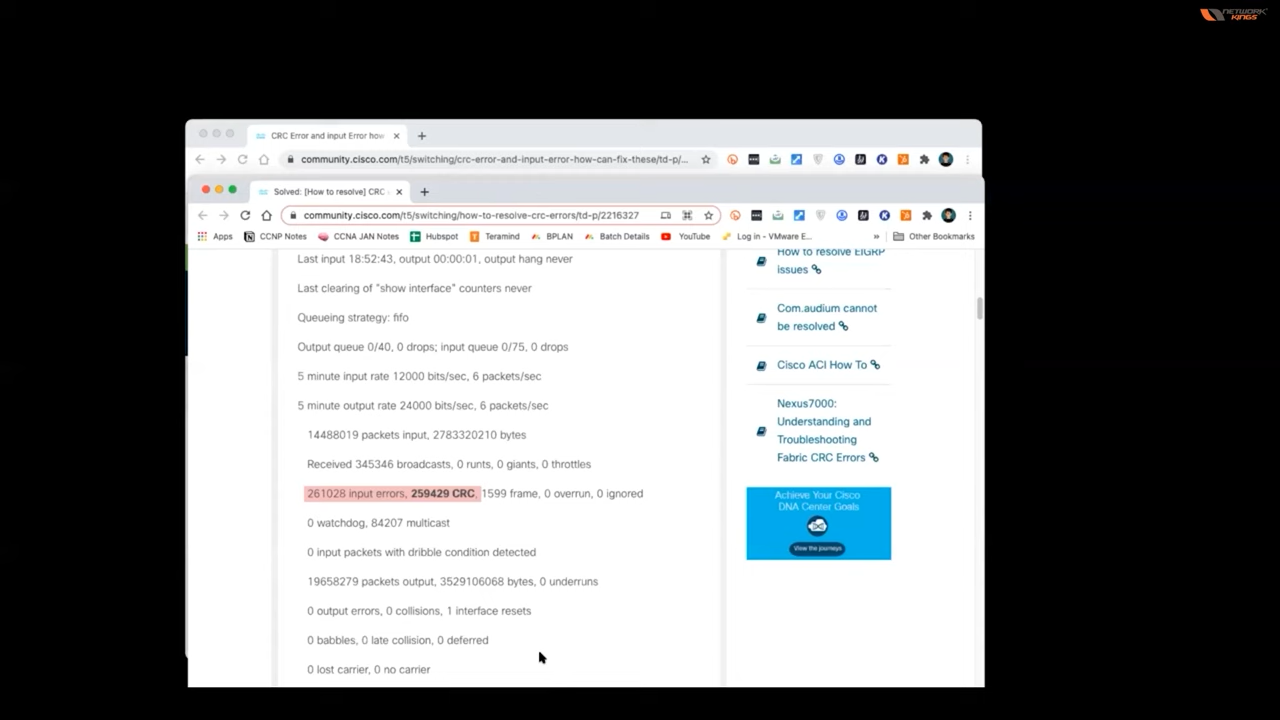 NETWORK
KINGS
CRC Error and input Error how
community.cisco.com/t5/switching/crc-error-and-input-error-how-can-fix-these/td-p/...
Solved: [How to resolve] CRC
community.cisco.com/t5/switching/how-to-resolve-crc-errors/td-p/2216327
Apps
CCNP Notes
CCNA JAN Notes
Hubspot
Teramind
BPLAN
Batch Details
YouTube
Log in - VMware E...
Other Bookmarks
Last input 18:52:43, output 00:00:01, output hang never
Last clearing of "show interface" counters never
Queueing strategy: fifo
Output queue 0/40, 0 drops; input queue 0/75, 0 drops
5 minute input rate 12000 bits/sec, 6 packets/sec
5 minute output rate 24000 bits/sec, 6 packets/sec
14488019 packets input, 2783320210 bytes
Received 345346 broadcasts, 0 runts, 0 giants, 0 throttles
261028 input errors, 259429 CRC, 1599 frame, 0 overrun, 0 ignored
0 watchdog, 84207 multicast
0 input packets with dribble condition detected
19658279 packets output, 3529106068 bytes, 0 underruns
0 output errors, 0 collisions, 1 interface resets
0 babbles, 0 late collision, 0 deferred
0 lost carrier, 0 no carrier
How to resolve EIGRP
issues
Com.audium cannot
be resolved
Cisco ACI How To
Nexus7000:
Understanding and
Troubleshooting
Fabric CRC Errors
Achieve Your Cisco
DNA Center Goals
View the journeys